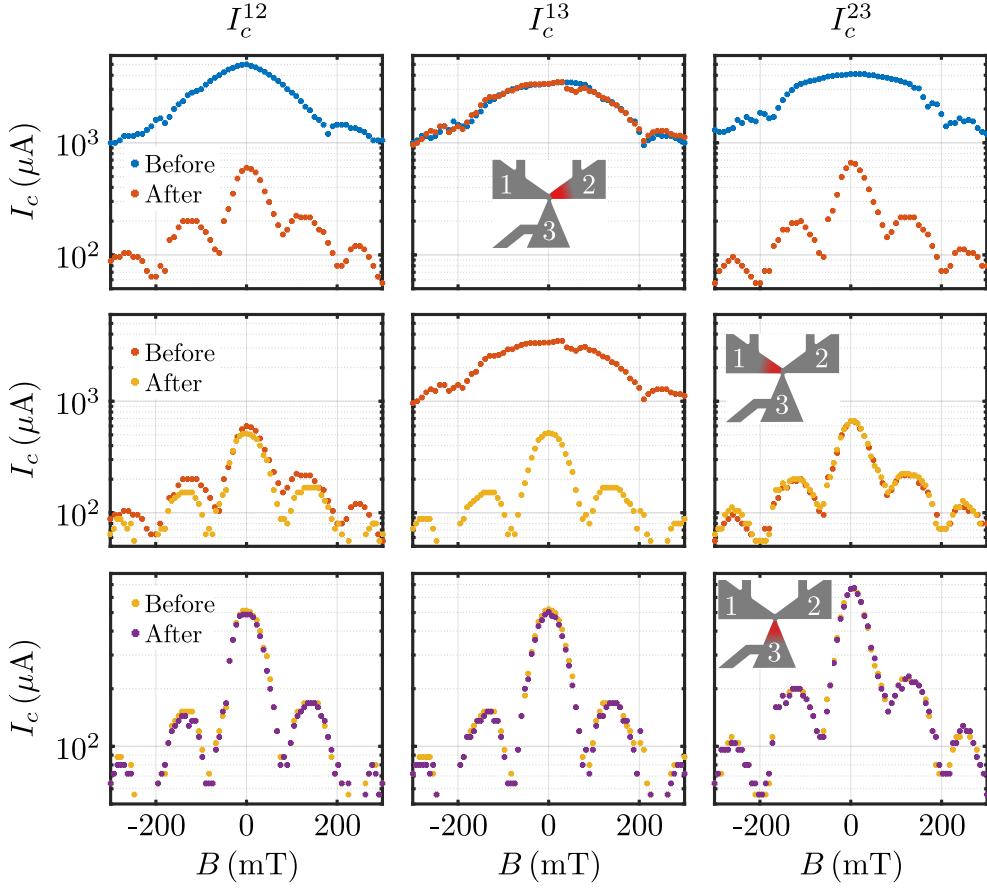 I_c^{12} I_c^{13} I_c^{23}
I_c (μA)
10^3
10^2
Before
After
1 2
3
I_c (μA)
10^3
10^2
Before
After
1 2
3
I_c (μA)
10^2
Before
After
1 2
3
-200 0 200 -200 0 200 -200 0 200
B (mT) B (mT) B (mT)